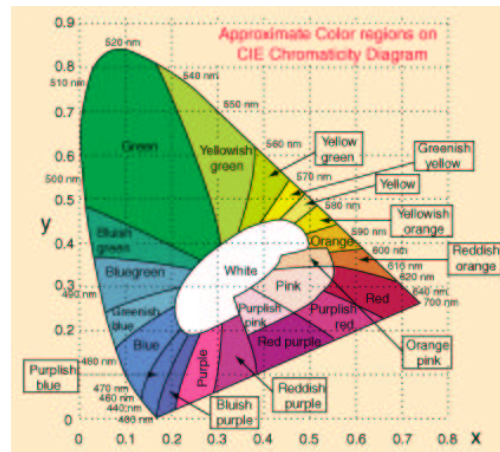 Approximate Color regions on
CIE Chromaticity Diagram
0.9
0.8
0.7
0.6
0.5
0.4
0.3
0.2
0.1
0
y
520 nm
510 nm
540 nm
550 nm
560 nm
570 nm
580 nm
590 nm
600 nm
610 nm
620 nm
640 nm
700 nm
500 nm
490 nm
480 nm
470 nm
460 nm
440 nm
Green
Yellowish
green
Yellow
green
Greenish
yellow
Yellow
Yellowish
orange
Orange
Reddish
orange
Bluish
green
Bluegreen
Greenish
blue
Blue
White
Pink
Red
Purplish
pink
Purplish
red
Red purple
Purple
Orange
pink
Purplish
blue
Bluish
purple
Reddish
purple
0 0.1 0.2 0.3 0.4 0.5 0.6 0.7 0.8 x